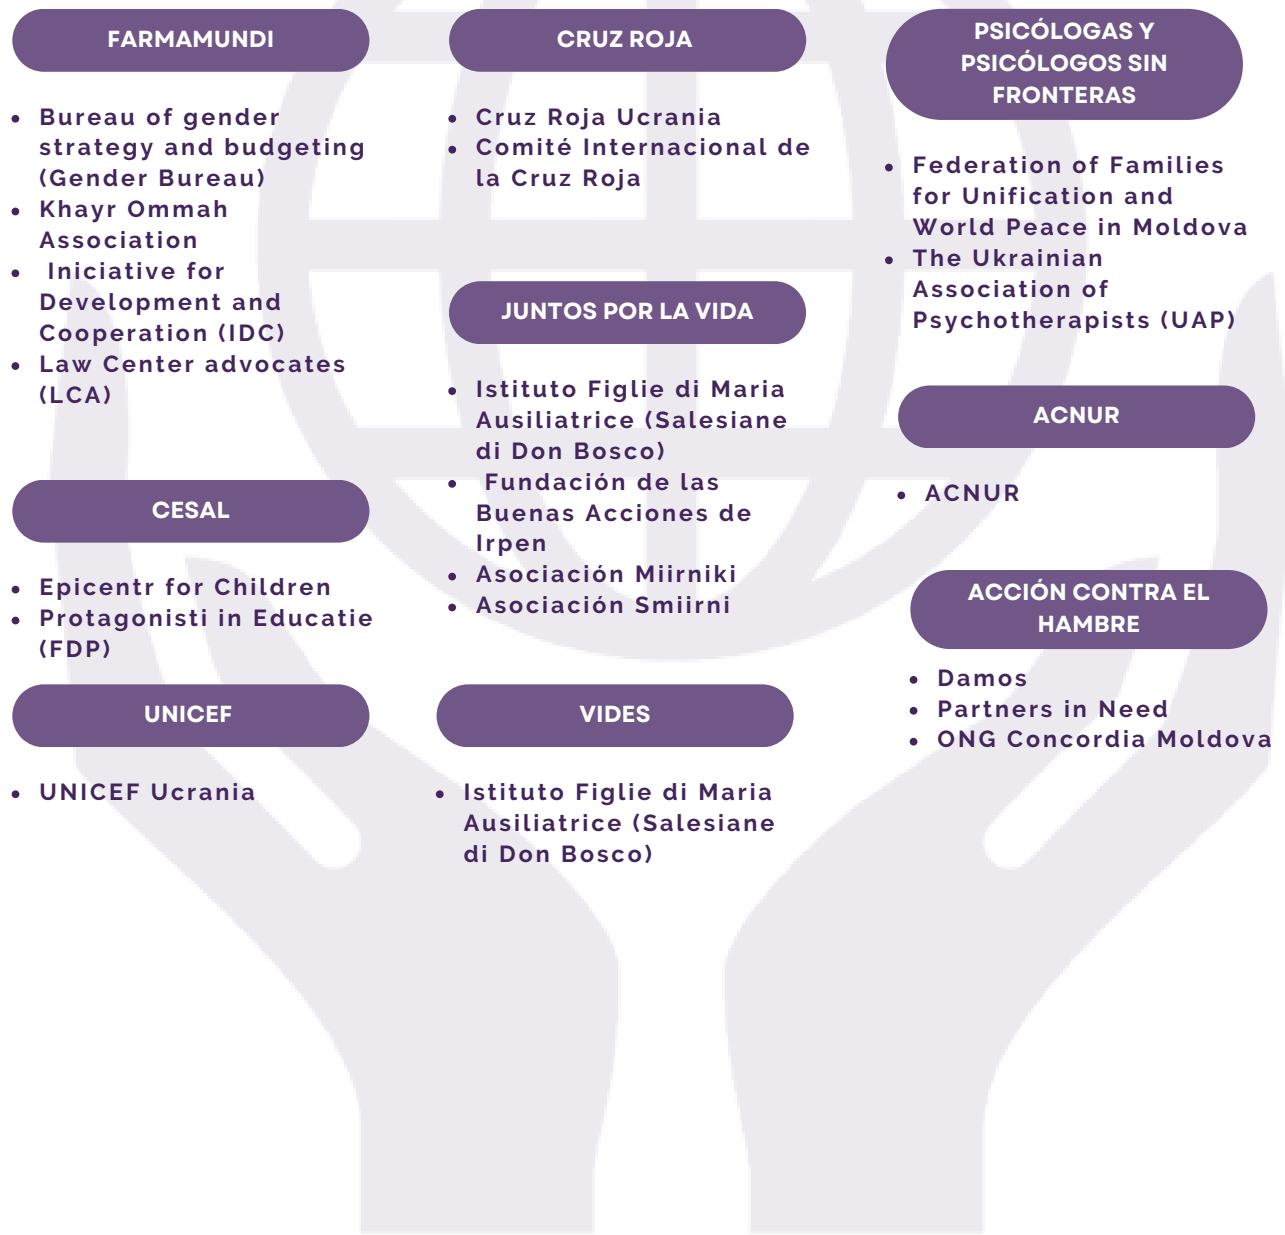 FARMAMUNDI
Bureau of gender
strategy and budgeting
(Gender Bureau)
Khayr Ommah
Association
Iniciative for
Development and
Cooperation (IDC)
Law Center advocates
(LCA)
CESAL
Epicentr for Children
Protagonisti in Educatie
(FDP)
UNICEF
UNICEF Ucrania
CRUZ ROJA
Cruz Roja Ucrania
Comité Internacional de
la Cruz Roja
JUNTOS POR LA VIDA
Istituto Figlie di Maria
Ausiliatrice (Salesiane
di Don Bosco)
Fundación de las
Buenas Acciones de
Irpen
Asociación Miirniki
Asociación Smiirni
VIDES
Istituto Figlie di Maria
Ausiliatrice (Salesiane
di Don Bosco)
PSICÓLOGAS Y
PSICÓLOGOS SIN
FRONTERAS
Federation of Families
for Unification and
World Peace in Moldova
The Ukrainian
Association of
Psychotherapists (UAP)
ACNUR
ACNUR
ACCIÓN CONTRA EL
HAMBRE
Damos
Partners in Need
ONG Concordia Moldova